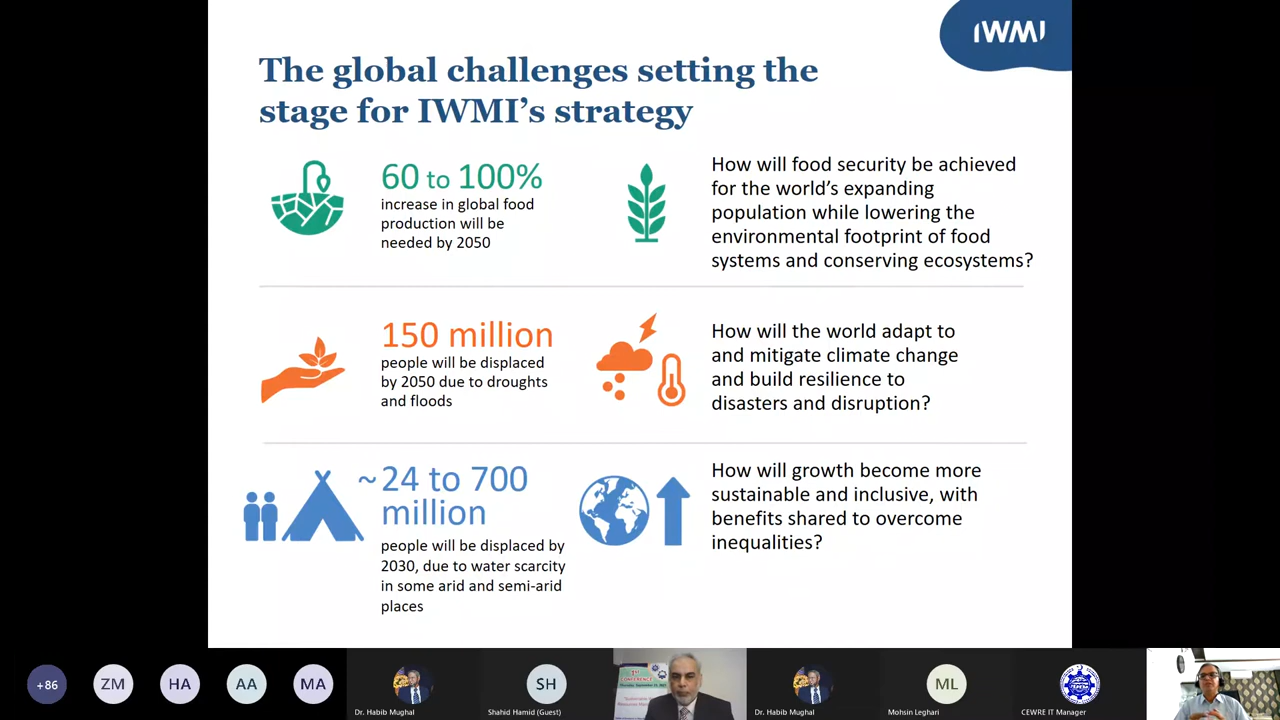 IWMI
The global challenges setting the
stage for IWMI's strategy
60 to 100%
increase in global food
production will be
needed by 2050
How will food security be achieved
for the world's expanding
population while lowering the
environmental footprint of food
systems and conserving ecosystems?
150 million
people will be displaced
by 2050 due to droughts
and floods
How will the world adapt to
and mitigate climate change
and build resilience to
disasters and disruption?
~24 to 700
million
people will be displaced by
2030, due to water scarcity
in some arid and semi-arid
places
How will growth become more
sustainable and inclusive, with
benefits shared to overcome
inequalities?
+86
ZM
HA
AA
MA
Dr. Habib Mughal
SH
Shahid Hamid (Guest)
CONFERENCE
Dr. Habib Mughal
ML
Mohsin Leghari
CEWRE IT Manager